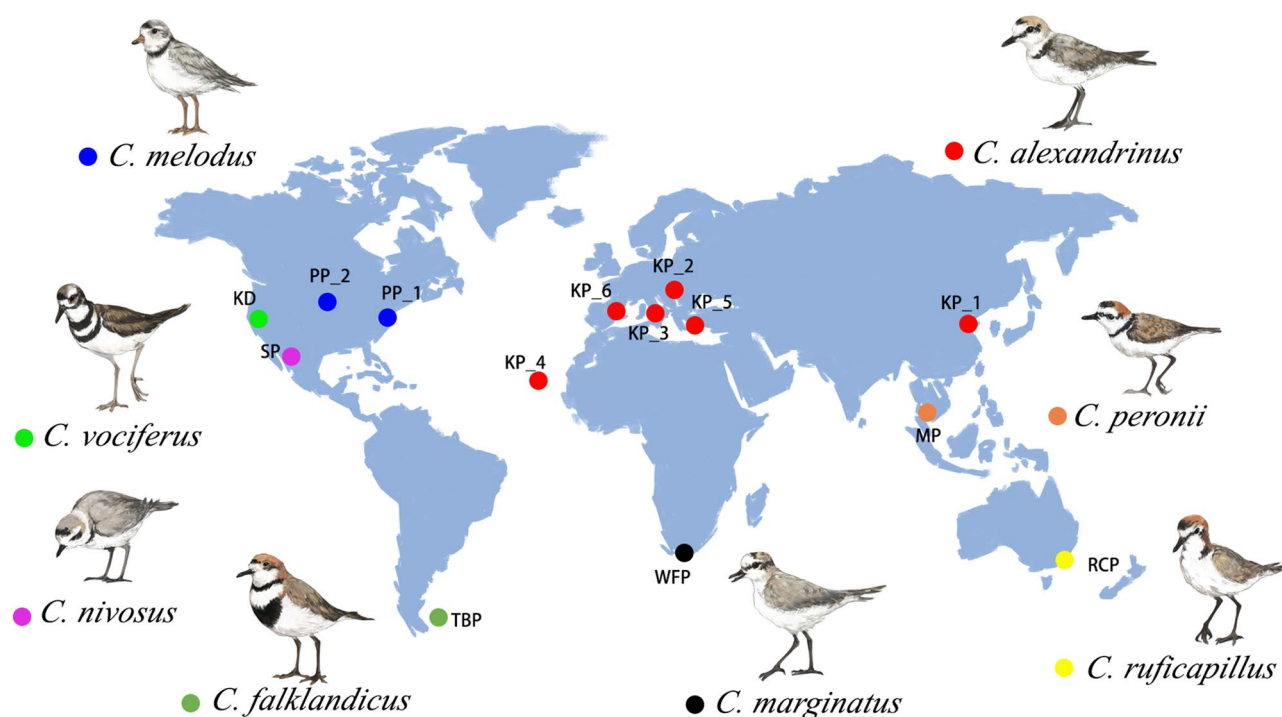 C. melodus
C. alexandrinus
PP_2
PP_1
KD
SP
KP_2
KP_6
KP_5
KP_3
KP_1
KP_4
C. vociferus
C. peronii
MP
C. nivosus
WFP
RCP
TBP
C. falklandicus
C. marginatus
C. ruficapillus